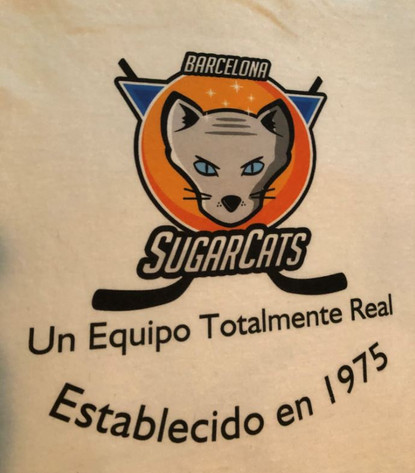 BARCELONA
SUGARCATS
Un Equipo Totalmente Real
Establecido en 1975